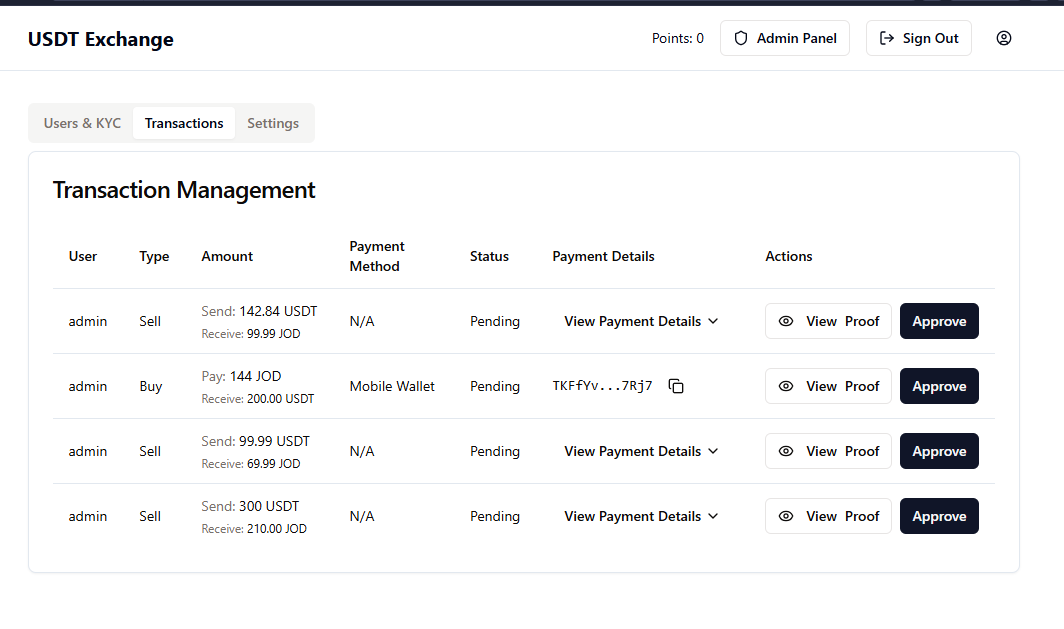 USDT Exchange
Points: 0
Admin Panel
Sign Out
Users & KYC
Transactions
Settings
Transaction Management
User
Type
Amount
Payment
Method
Status
Payment Details
Actions
admin
Sell
Send: 142.84 USDT
Receive: 99.99 JOD
N/A
Pending
View Payment Details
View Proof
Approve
admin
Buy
Pay: 144 JOD
Receive: 200.00 USDT
Mobile Wallet
Pending
TKFfYv...7Rj7
View Proof
Approve
admin
Sell
Send: 99.99 USDT
Receive: 69.99 JOD
N/A
Pending
View Payment Details
View Proof
Approve
admin
Sell
Send: 300 USDT
Receive: 210.00 JOD
N/A
Pending
View Payment Details
View Proof
Approve